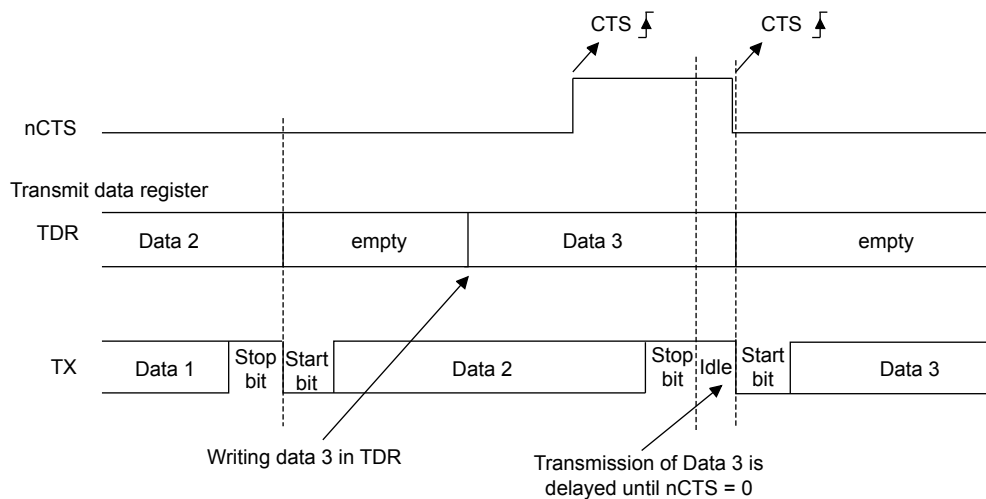 CTS
CTS
nCTS
Transmit data register
TDR
Data 2
empty
Data 3
empty
TX
Data 1
Stop
bit
Start
bit
Data 2
Stop
bit
Idle
Start
bit
Data 3
Writing data 3 in TDR
Transmission of Data 3 is
delayed until nCTS = 0